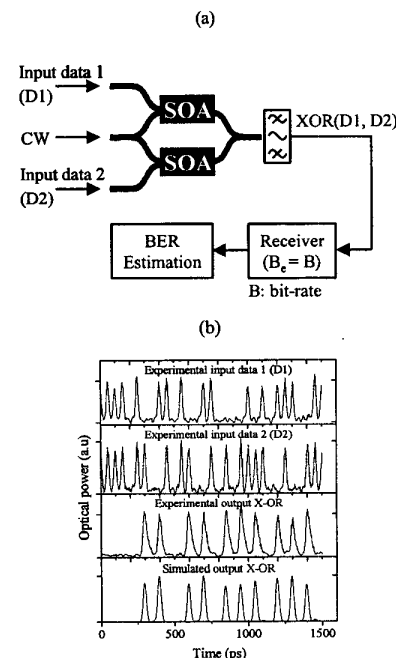 (a)
Input data 1
(D1)
SOA
XOR(D1, D2)
CW
Input data 2
(D2)
SOA
BER
Estimation
Receiver
(Be = B)
B: bit-rate
(b)
Experimental input data 1 (D1)
Experimental input data 2 (D2)
Experimental output X-OR
Simulated output X-OR
Optical power (a.u)
0 500 1000 1500
Time (ps)